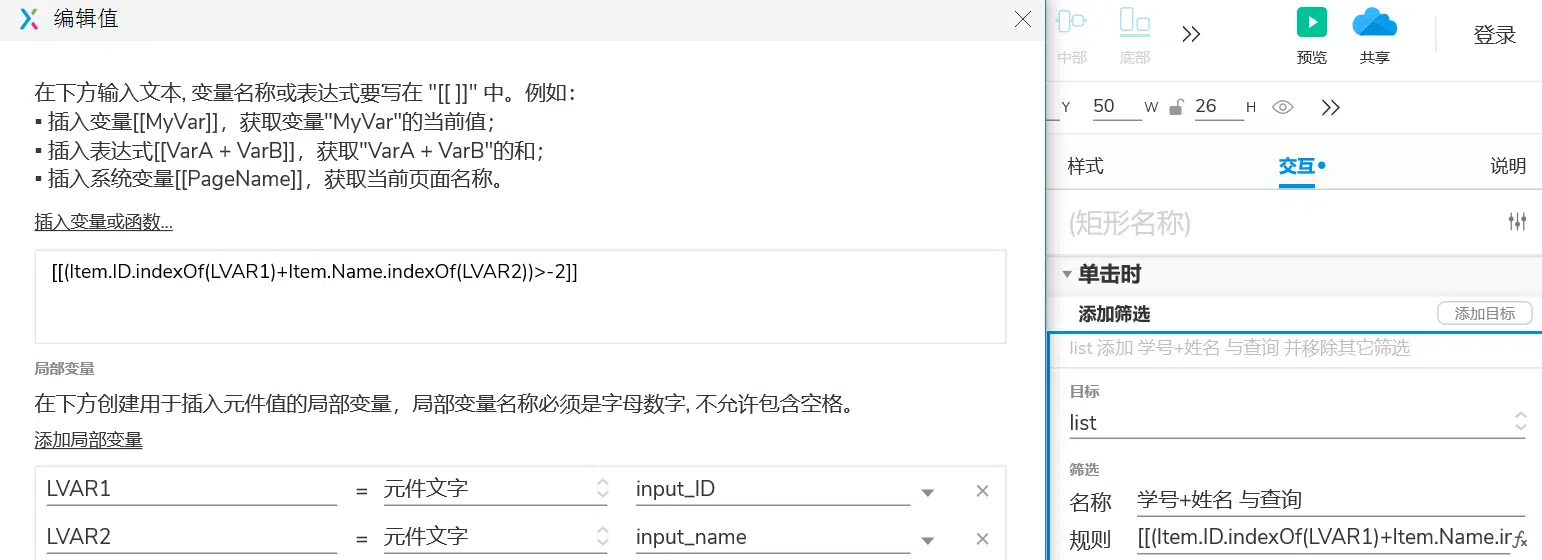 编辑值
在下方输入文本, 变量名称或表达式要写在 "[[ ]]" 中。例如：
▪ 插入变量[[MyVar]]，获取变量"MyVar"的当前值；
▪ 插入表达式[[VarA + VarB]]，获取"VarA + VarB"的和；
▪ 插入系统变量[[PageName]]，获取当前页面名称。
插入变量或函数...
[[(Item.ID.indexOf(LVAR1)+Item.Name.indexOf(LVAR2))>-2]]
局部变量
在下方创建用于插入元件值的局部变量，局部变量名称必须是字母数字, 不允许包含空格。
添加局部变量
LVAR1 = 元件文字 input_ID
LVAR2 = 元件文字 input_name
中部 底部 预览 共享 登录
Y 50 W 26 H
样式 交互 说明
(矩形名称)
单击时
添加筛选 添加目标
list 添加 学号+姓名 与查询 并移除其它筛选
目标
list
筛选
名称 学号+姓名 与查询
规则 [[(Item.ID.indexOf(LVAR1)+Item.Name.ir fx